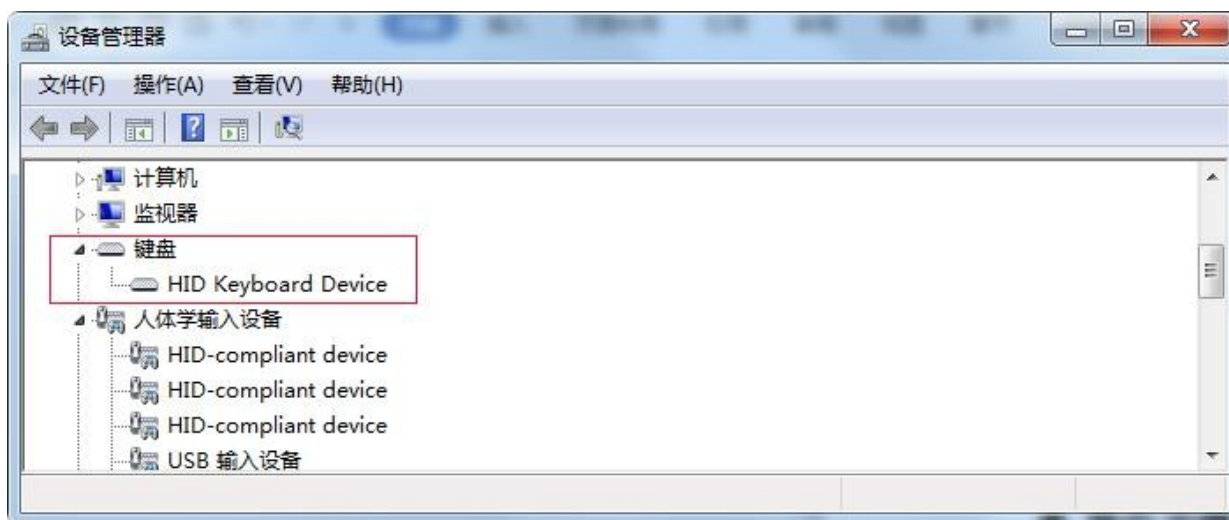 设备管理器
文件(F) 操作(A) 查看(V) 帮助(H)
计算机
监视器
键盘
HID Keyboard Device
人体学输入设备
HID-compliant device
HID-compliant device
HID-compliant device
USB 输入设备